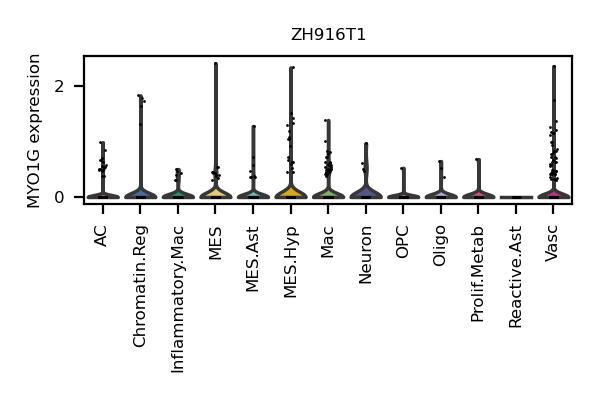 ZH916T1
MYO1G expression
2
0
AC
Chromatin.Reg
Inflammatory.Mac
MES
MES.Ast
MES.Hyp
Mac
Neuron
OPC
Oligo
Prolif.Metab
Reactive.Ast
Vasc